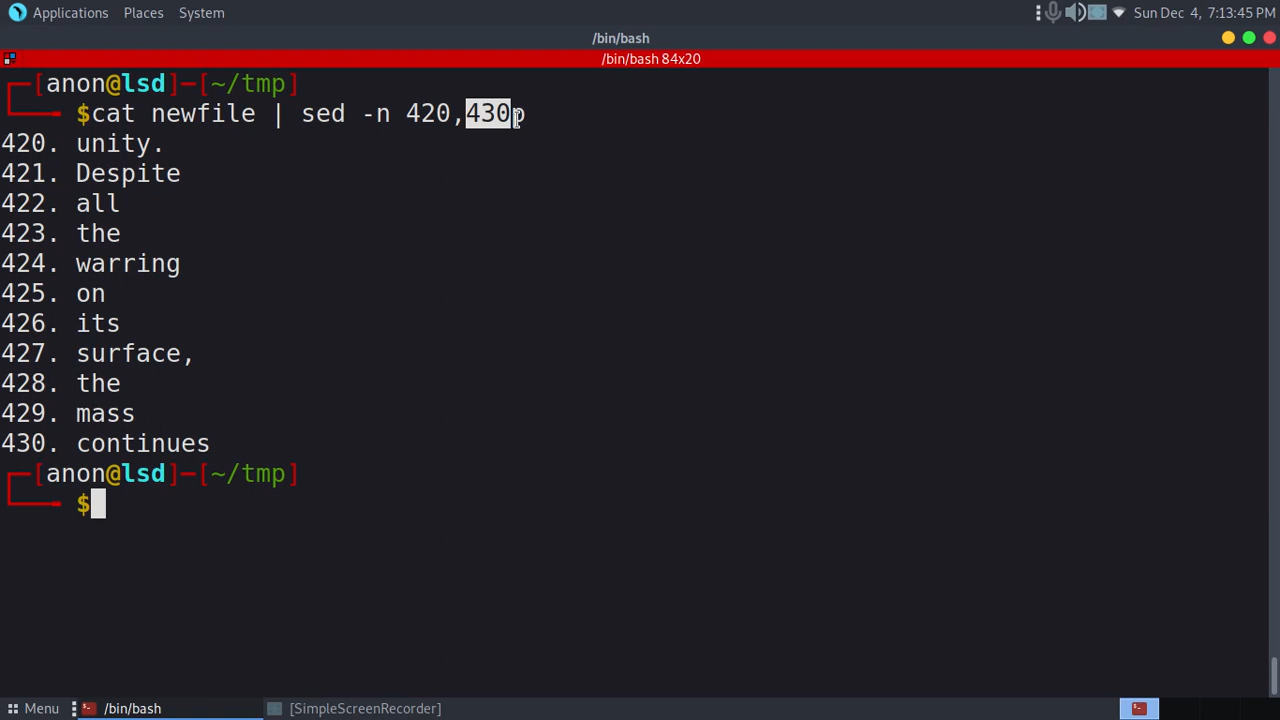 Applications Places System Sun Dec 4, 7:13:45 PM
/bin/bash
/bin/bash 84x20
[anon@lsd]-[~/tmp]
$cat newfile | sed -n 420,430p
420. unity.
421. Despite
422. all
423. the
424. warring
425. on
426. its
427. surface,
428. the
429. mass
430. continues
[anon@lsd]-[~/tmp]
$
Menu /bin/bash [SimpleScreenRecorder]